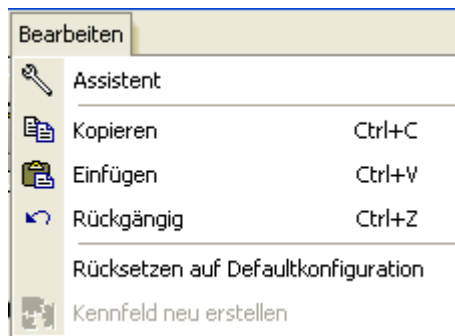 Bearbeiten
Assistent
Kopieren Ctrl+C
Einfügen Ctrl+V
Rückgängig Ctrl+Z
Rücksetzen auf Defaultkonfiguration
Kennfeld neu erstellen